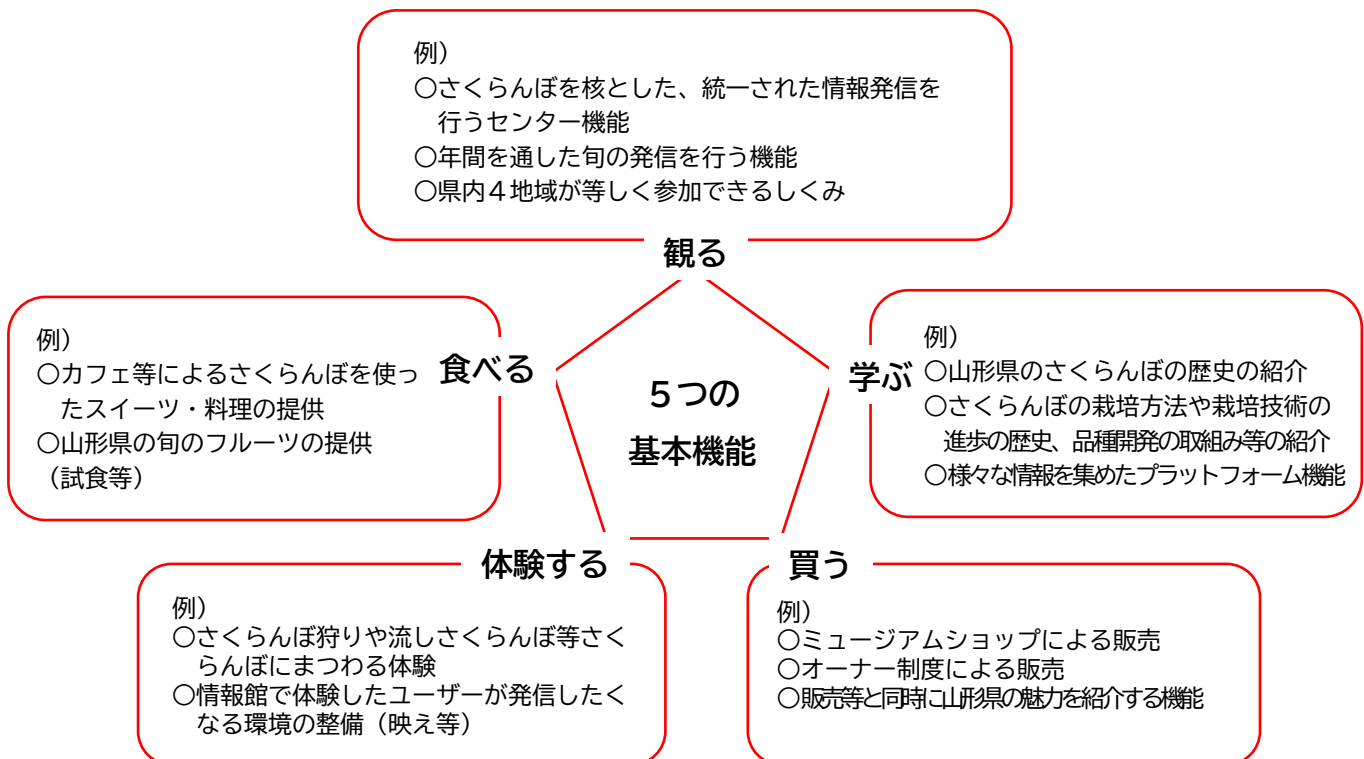 例）
〇さくらんぼを核とした、統一された情報発信を
行うセンター機能
〇年間を通した旬の発信を行う機能
〇県内４地域が等しく参加できるしくみ
観る
例）
〇カフェ等によるさくらんぼを使っ
たスイーツ・料理の提供
〇山形県の旬のフルーツの提供
（試食等）
食べる
５つの
基本機能
学ぶ
例）
〇山形県のさくらんぼの歴史の紹介
〇さくらんぼの栽培方法や栽培技術の
進歩の歴史、品種開発の取組み等の紹介
〇様々な情報を集めたプラットフォーム機能
体験する
例）
〇さくらんぼ狩りや流しさくらんぼ等さく
らんぼにまつわる体験
〇情報館で体験したユーザーが発信したく
なる環境の整備（映え等）
買う
例）
〇ミュージアムショップによる販売
〇オーナー制度による販売
〇販売等と同時に山形県の魅力を紹介する機能